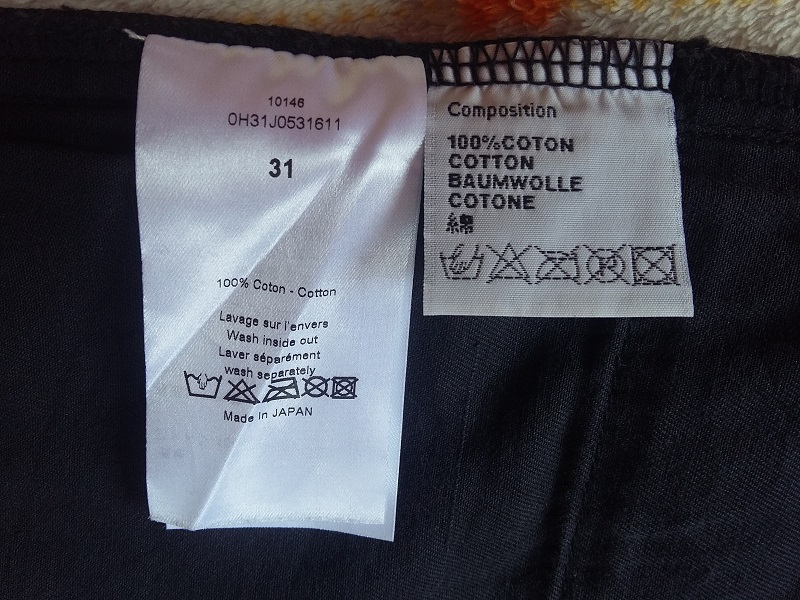 10146
0H31J0531611
31
100% Coton - Cotton
Lavage sur l'envers
Wash inside out
Laver séparément
wash separately
Made in JAPAN
Composition
100%COTON
COTTON
BAUMWOLLE
COTONE
綿